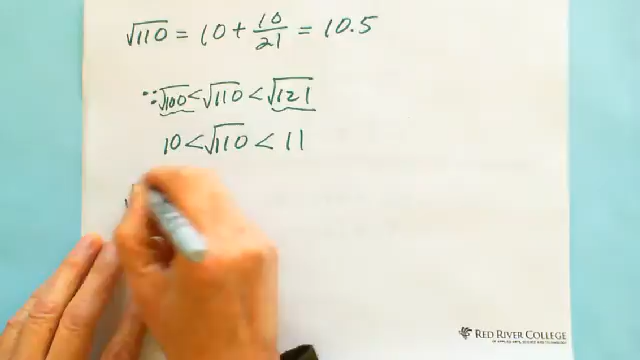 √110 = 10 + 10/21 = 10.5
∵ √100 < √110 < √121
10 < √110 < 11
RED RIVER COLLEGE